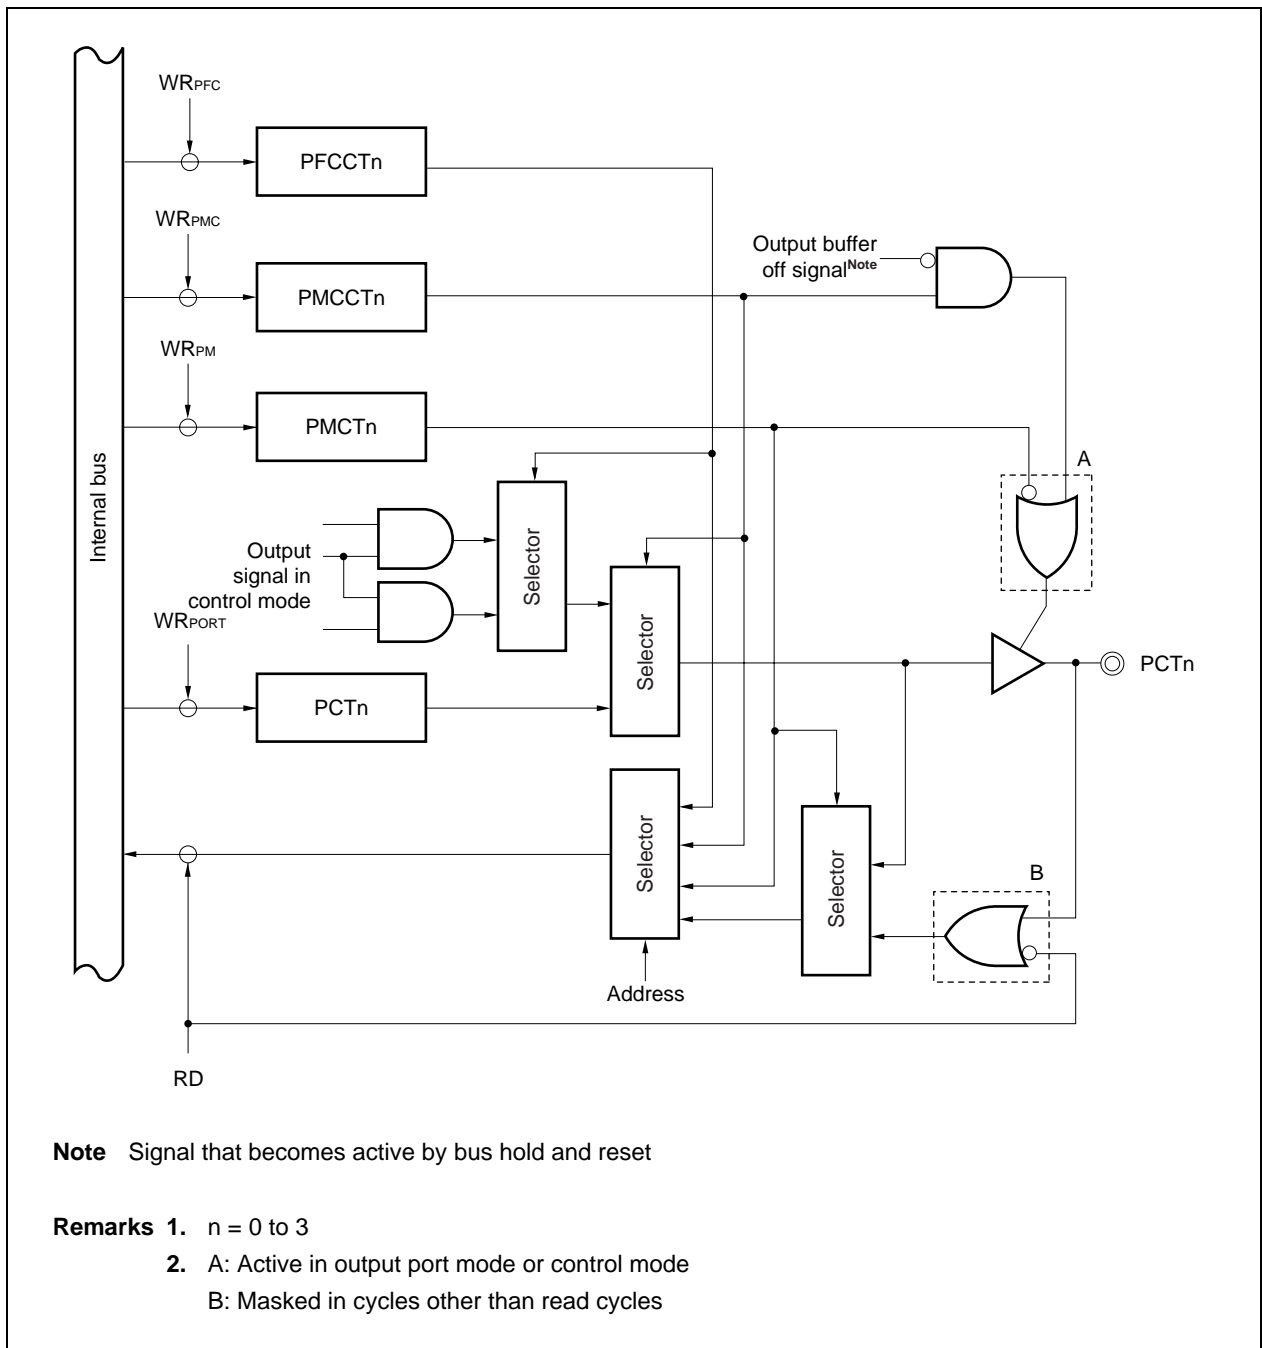 WRPFC
PFCCTn
WRPMC
PMCCTn
Output buffer
off signalNote
WRPM
PMCTn
A
Internal bus
Output
signal in
control mode
Selector
Selector
WRPORT
PCTn
PCTn
Selector
Selector
B
Address
RD
Note Signal that becomes active by bus hold and reset
Remarks 1. n = 0 to 3
2. A: Active in output port mode or control mode
B: Masked in cycles other than read cycles